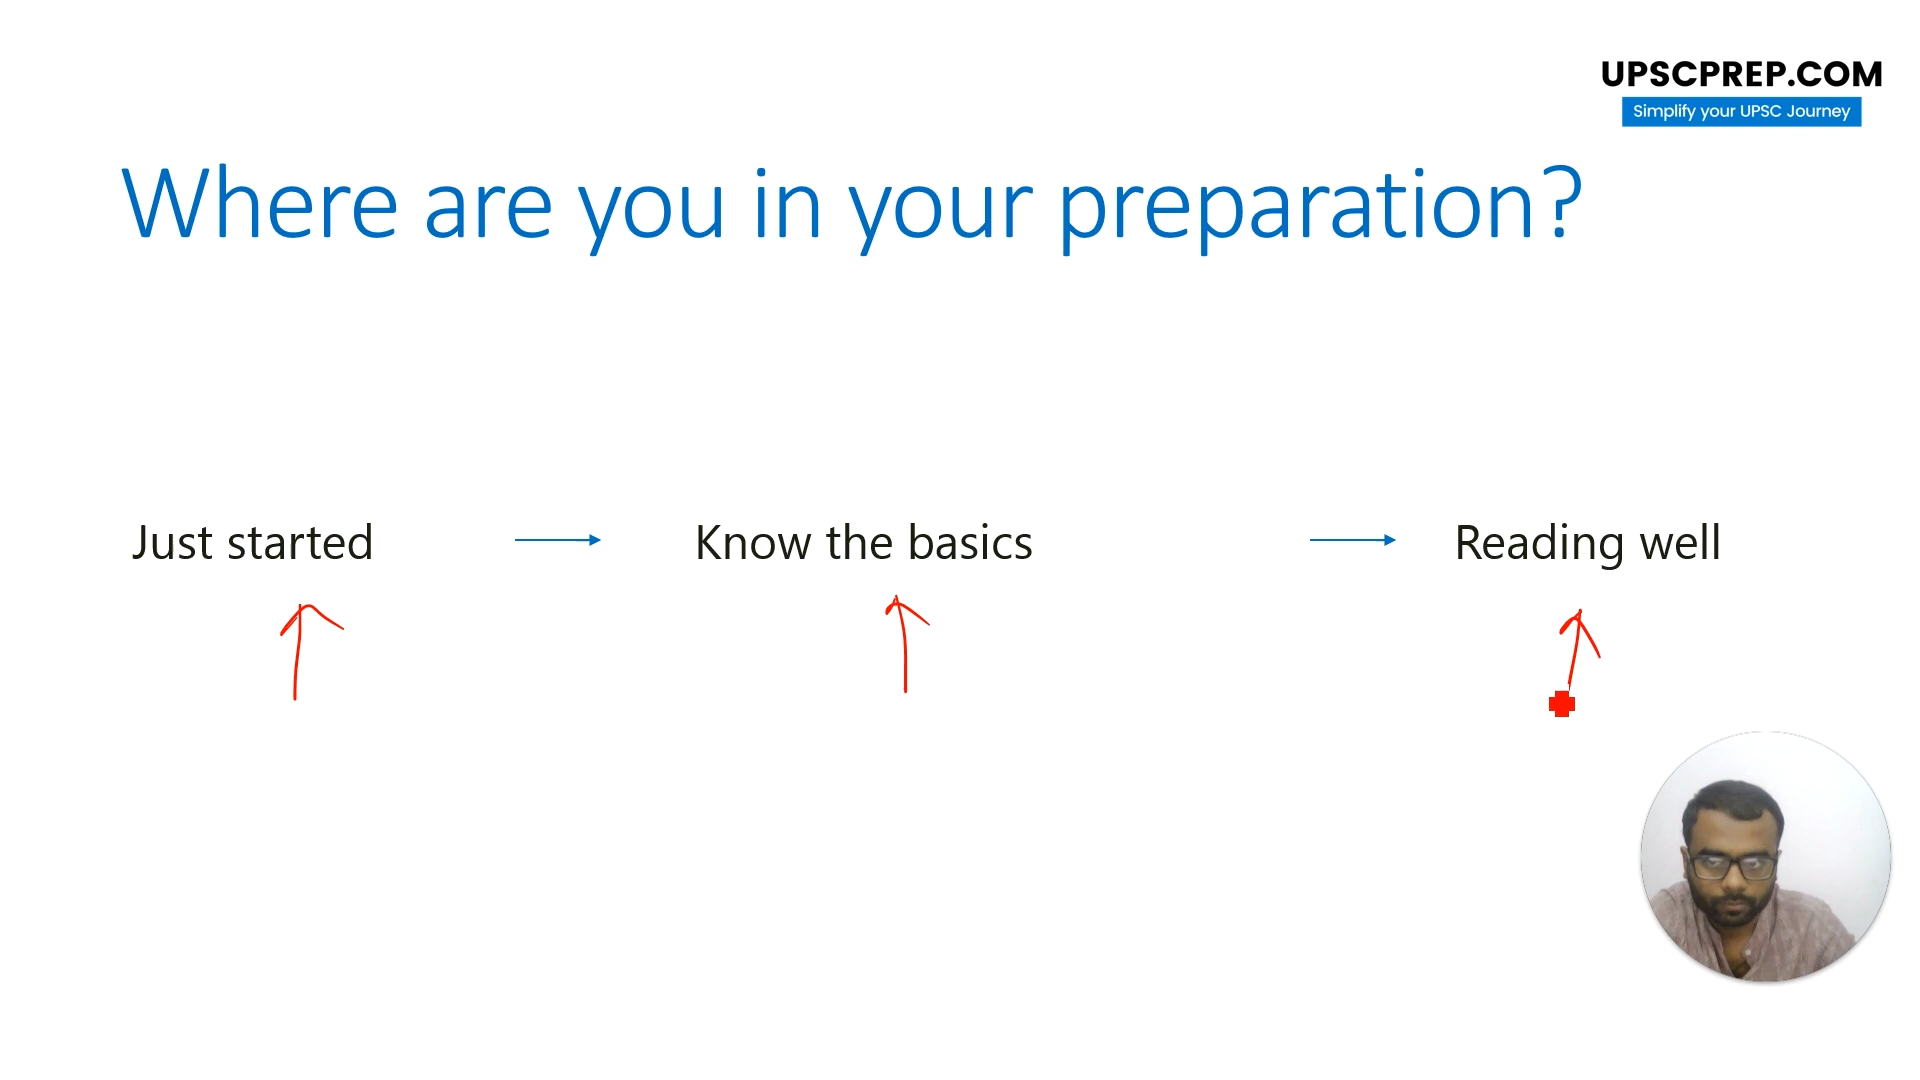 UPSCPREP.COM
Simplify your UPSC Journey
Where are you in your preparation?
Just started
Know the basics
Reading well